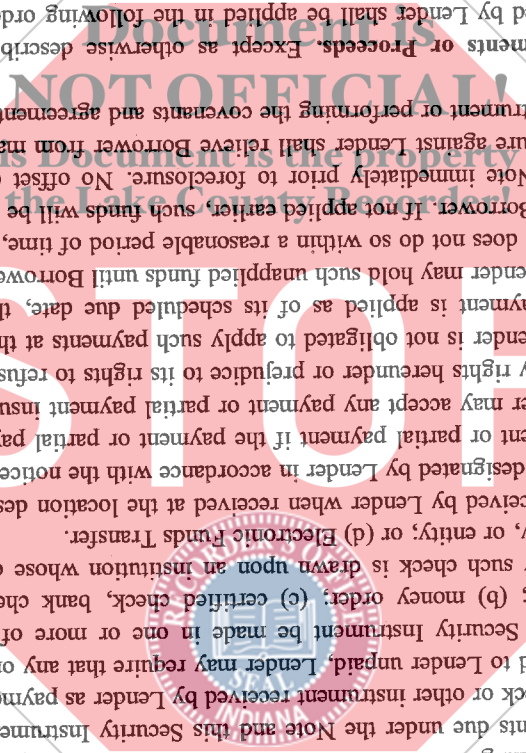 nts due under the Note and this Security Instrume
eck or other instrument received by Lender as payme
d to Lender unpaid, Lender may require that any o
Security Instrument be made in one or more of
; (b) money order; (c) certified check, bank che
y such check is drawn upon an institution whose
y, or entity; or (d) Electronic Funds Transfer.
ceived by Lender when received at the location des
designated by Lender in accordance with the notice
ent or partial payment if the payment or partial pay
er may accept any payment or partial payment insu
y rights hereunder or prejudice to its rights to refus
ender is not obligated to apply such payments at th
ayment is applied as of its scheduled due date, th
ender may hold such unapplied funds until Borrowe
does not do so within a reasonable period of time,
Borrower. If not applied earlier, such funds will be
Note immediately prior to foreclosure. No offset
ure against Lender shall relieve Borrower from ma
trument or performing the covenants and agreement
ments or Proceeds. Except as otherwise describ
d by Lender shall be applied in the following ord
Document is
NOT OFFICIAL!
is Document is the property
the Lake County Recorder!
STOP
RECORDER'S OFFICE
SEAL
INDIANA